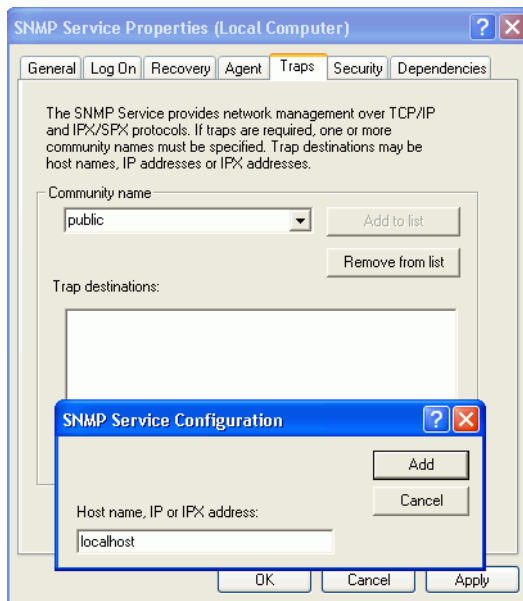 SNMP Service Properties (Local Computer)
General Log On Recovery Agent Traps Security Dependencies
The SNMP Service provides network management over TCP/IP
and IPX/SPX protocols. If traps are required, one or more
community names must be specified. Trap destinations may be
host names, IP addresses or IPX addresses.
Community name
public
Add to list
Remove from list
Trap destinations:
SNMP Service Configuration
Add
Cancel
Host name, IP or IPX address:
localhost
OK Cancel Apply